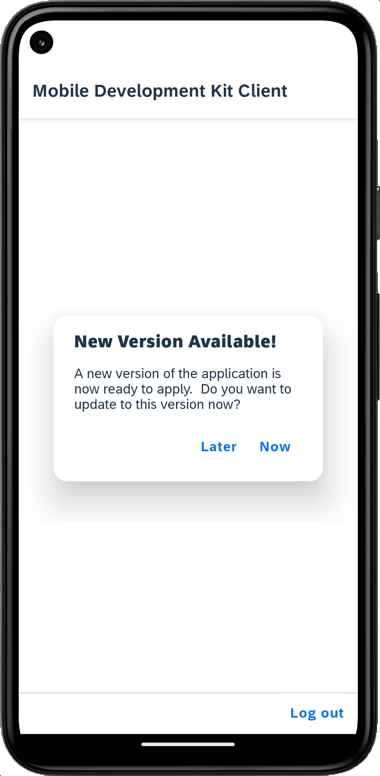 Mobile Development Kit Client
New Version Available!
A new version of the application is
now ready to apply.  Do you want to
update to this version now?
Later Now
Log out